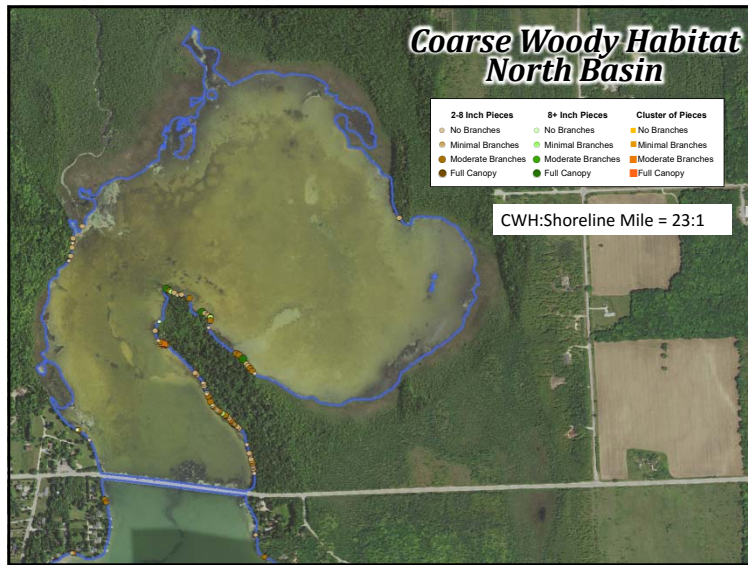 Coarse Woody Habitat
North Basin
2-8 Inch Pieces
No Branches
Minimal Branches
Moderate Branches
Full Canopy
8+ Inch Pieces
No Branches
Minimal Branches
Moderate Branches
Full Canopy
Cluster of Pieces
No Branches
Minimal Branches
Moderate Branches
Full Canopy
CWH:Shoreline Mile = 23:1